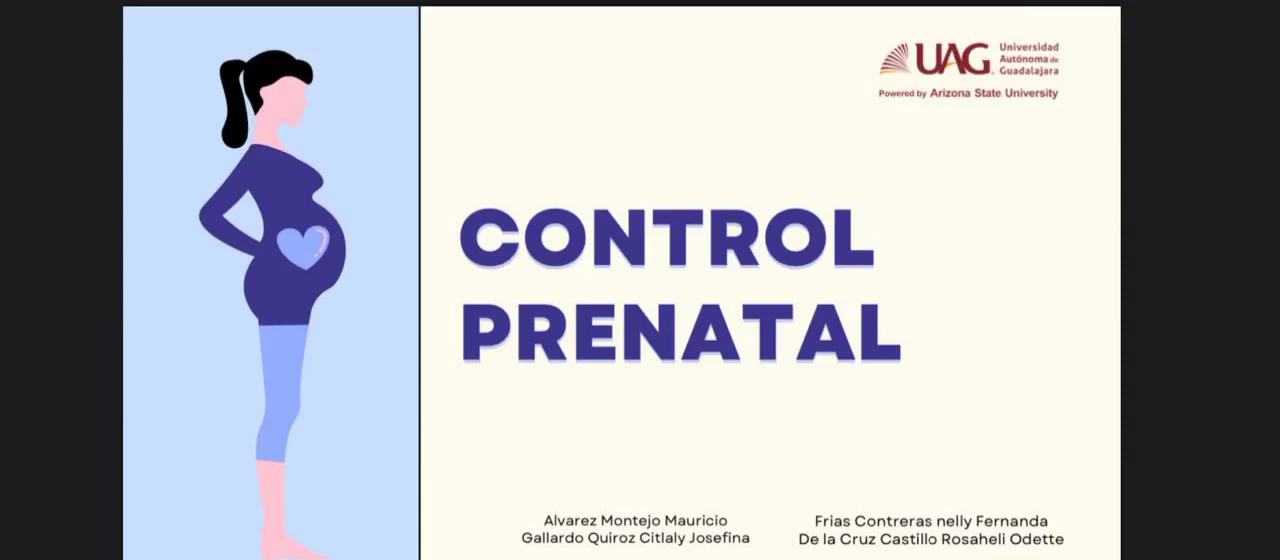 UAG Universidad
Autónoma de
Guadalajara
Powered by Arizona State University
CONTROL
PRENATAL
Alvarez Montejo Mauricio
Gallardo Quiroz Citlaly Josefina
Frias Contreras nelly Fernanda
De la Cruz Castillo Rosaheli Odette